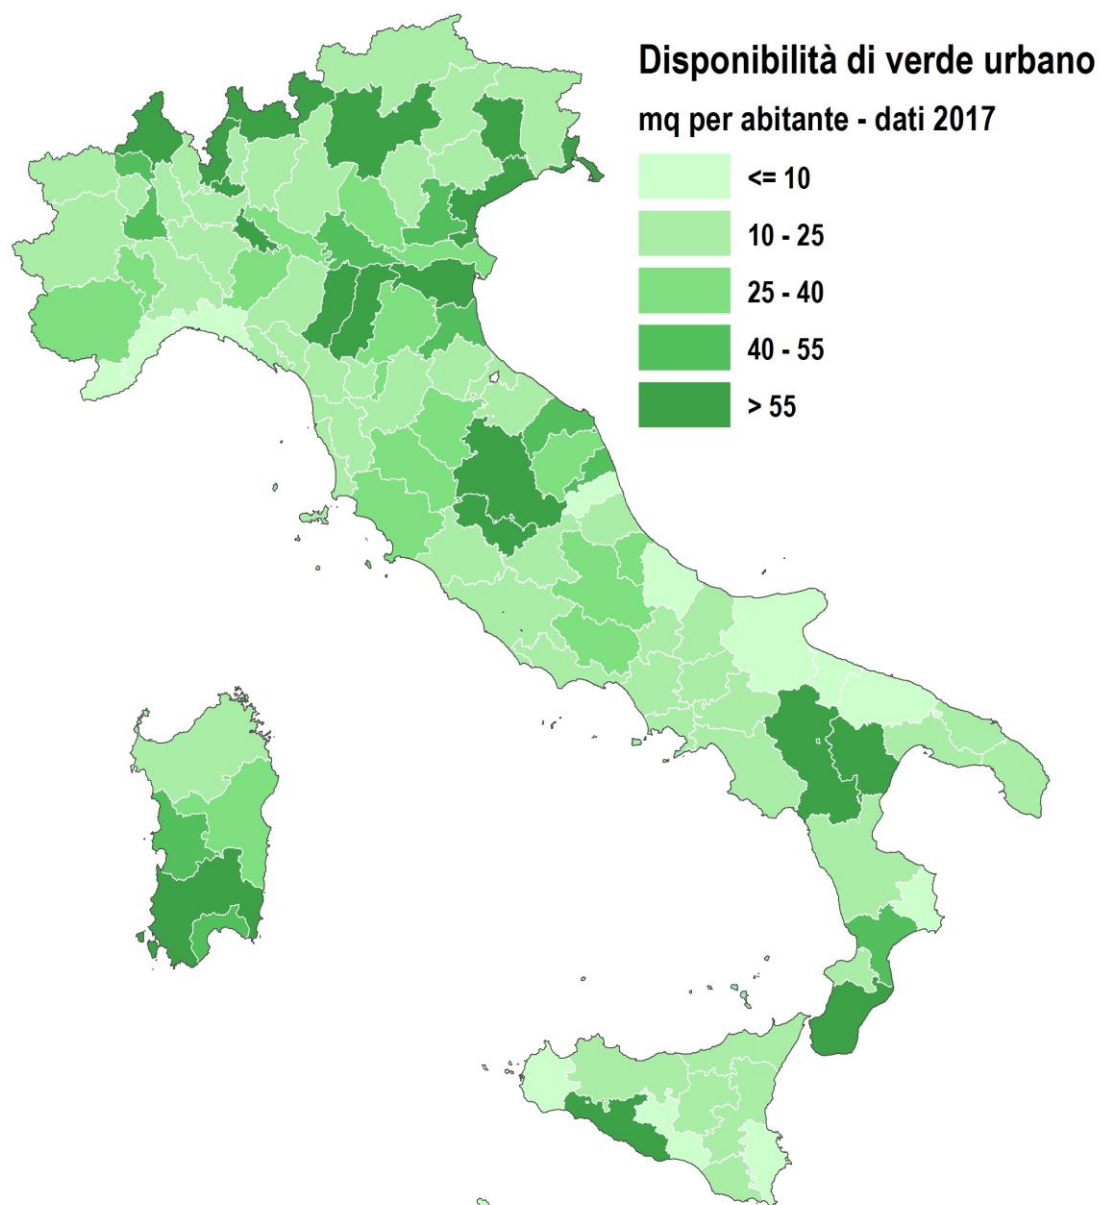 Disponibilità di verde urbano
mq per abitante - dati 2017
<= 10
10 - 25
25 - 40
40 - 55
> 55